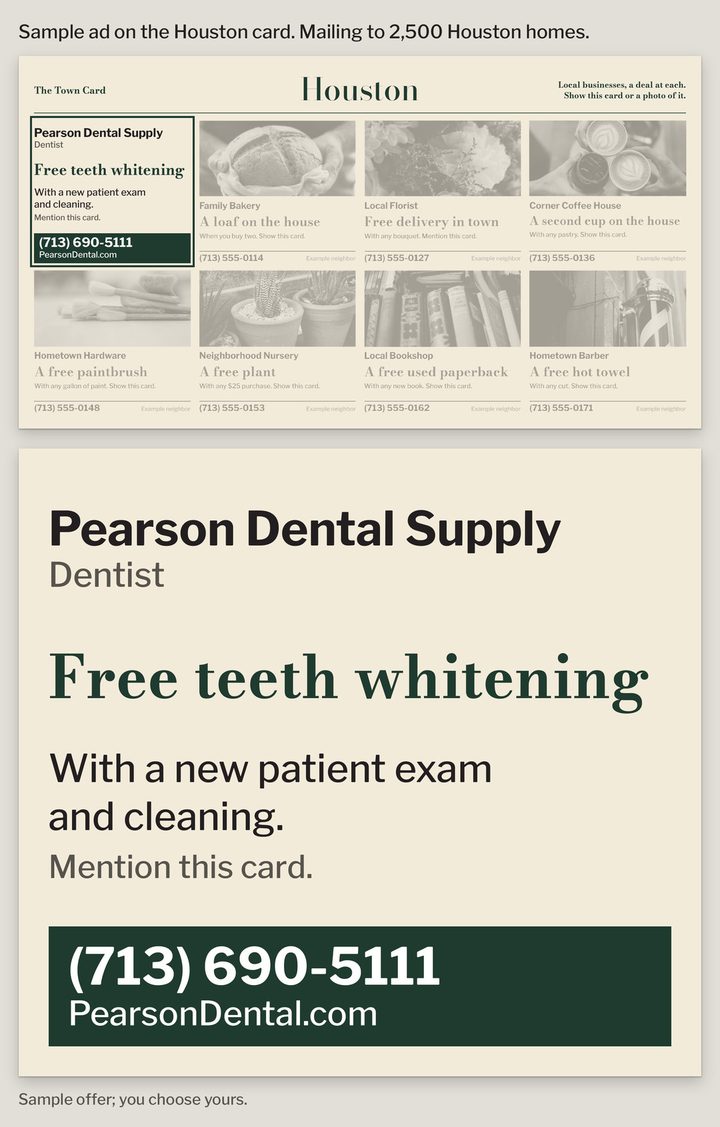 Sample ad on the Houston card. Mailing to 2,500 Houston homes.
The Town Card
Houston
Local businesses, a deal at each.
Show this card or a photo of it.
Pearson Dental Supply
Dentist
Free teeth whitening
With a new patient exam
and cleaning.
Mention this card.
(713) 690-5111
PearsonDental.com
Family Bakery
A loaf on the house
When you buy two. Show this card.
(713) 555-0114
Example neighbor
Local Florist
Free delivery in town
With any bouquet. Mention this card.
(713) 555-0127
Example neighbor
Corner Coffee House
A second cup on the house
With any pastry. Show this card.
(713) 555-0136
Example neighbor
Hometown Hardware
A free paintbrush
With any gallon of paint. Show this card.
(713) 555-0148
Example neighbor
Neighborhood Nursery
A free plant
With any $25 purchase. Show this card.
(713) 555-0153
Example neighbor
Local Bookshop
A free used paperback
With any new book. Show this card.
(713) 555-0162
Example neighbor
Hometown Barber
A free hot towel
With any cut. Show this card.
(713) 555-0171
Example neighbor
Pearson Dental Supply
Dentist
Free teeth whitening
With a new patient exam
and cleaning.
Mention this card.
(713) 690-5111
PearsonDental.com
Sample offer; you choose yours.